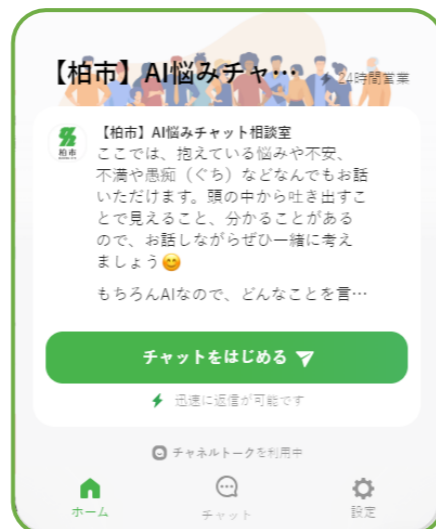 【柏市】AI悩みチャ…
24時間営業
柏市
【柏市】AI悩みチャット相談室
ここでは、抱えている悩みや不安、
不満や愚痴（ぐち）などなんでもお話
いただけます。頭の中から吐き出すこ
とで見えること、分かることがある
ので、お話しながらぜひ一緒に考え
ましょう😊
もちろんAIなので、どんなことを言…
チャットをはじめる
迅速に返信が可能です
チャネルトークを利用中
ホーム
チャット
設定